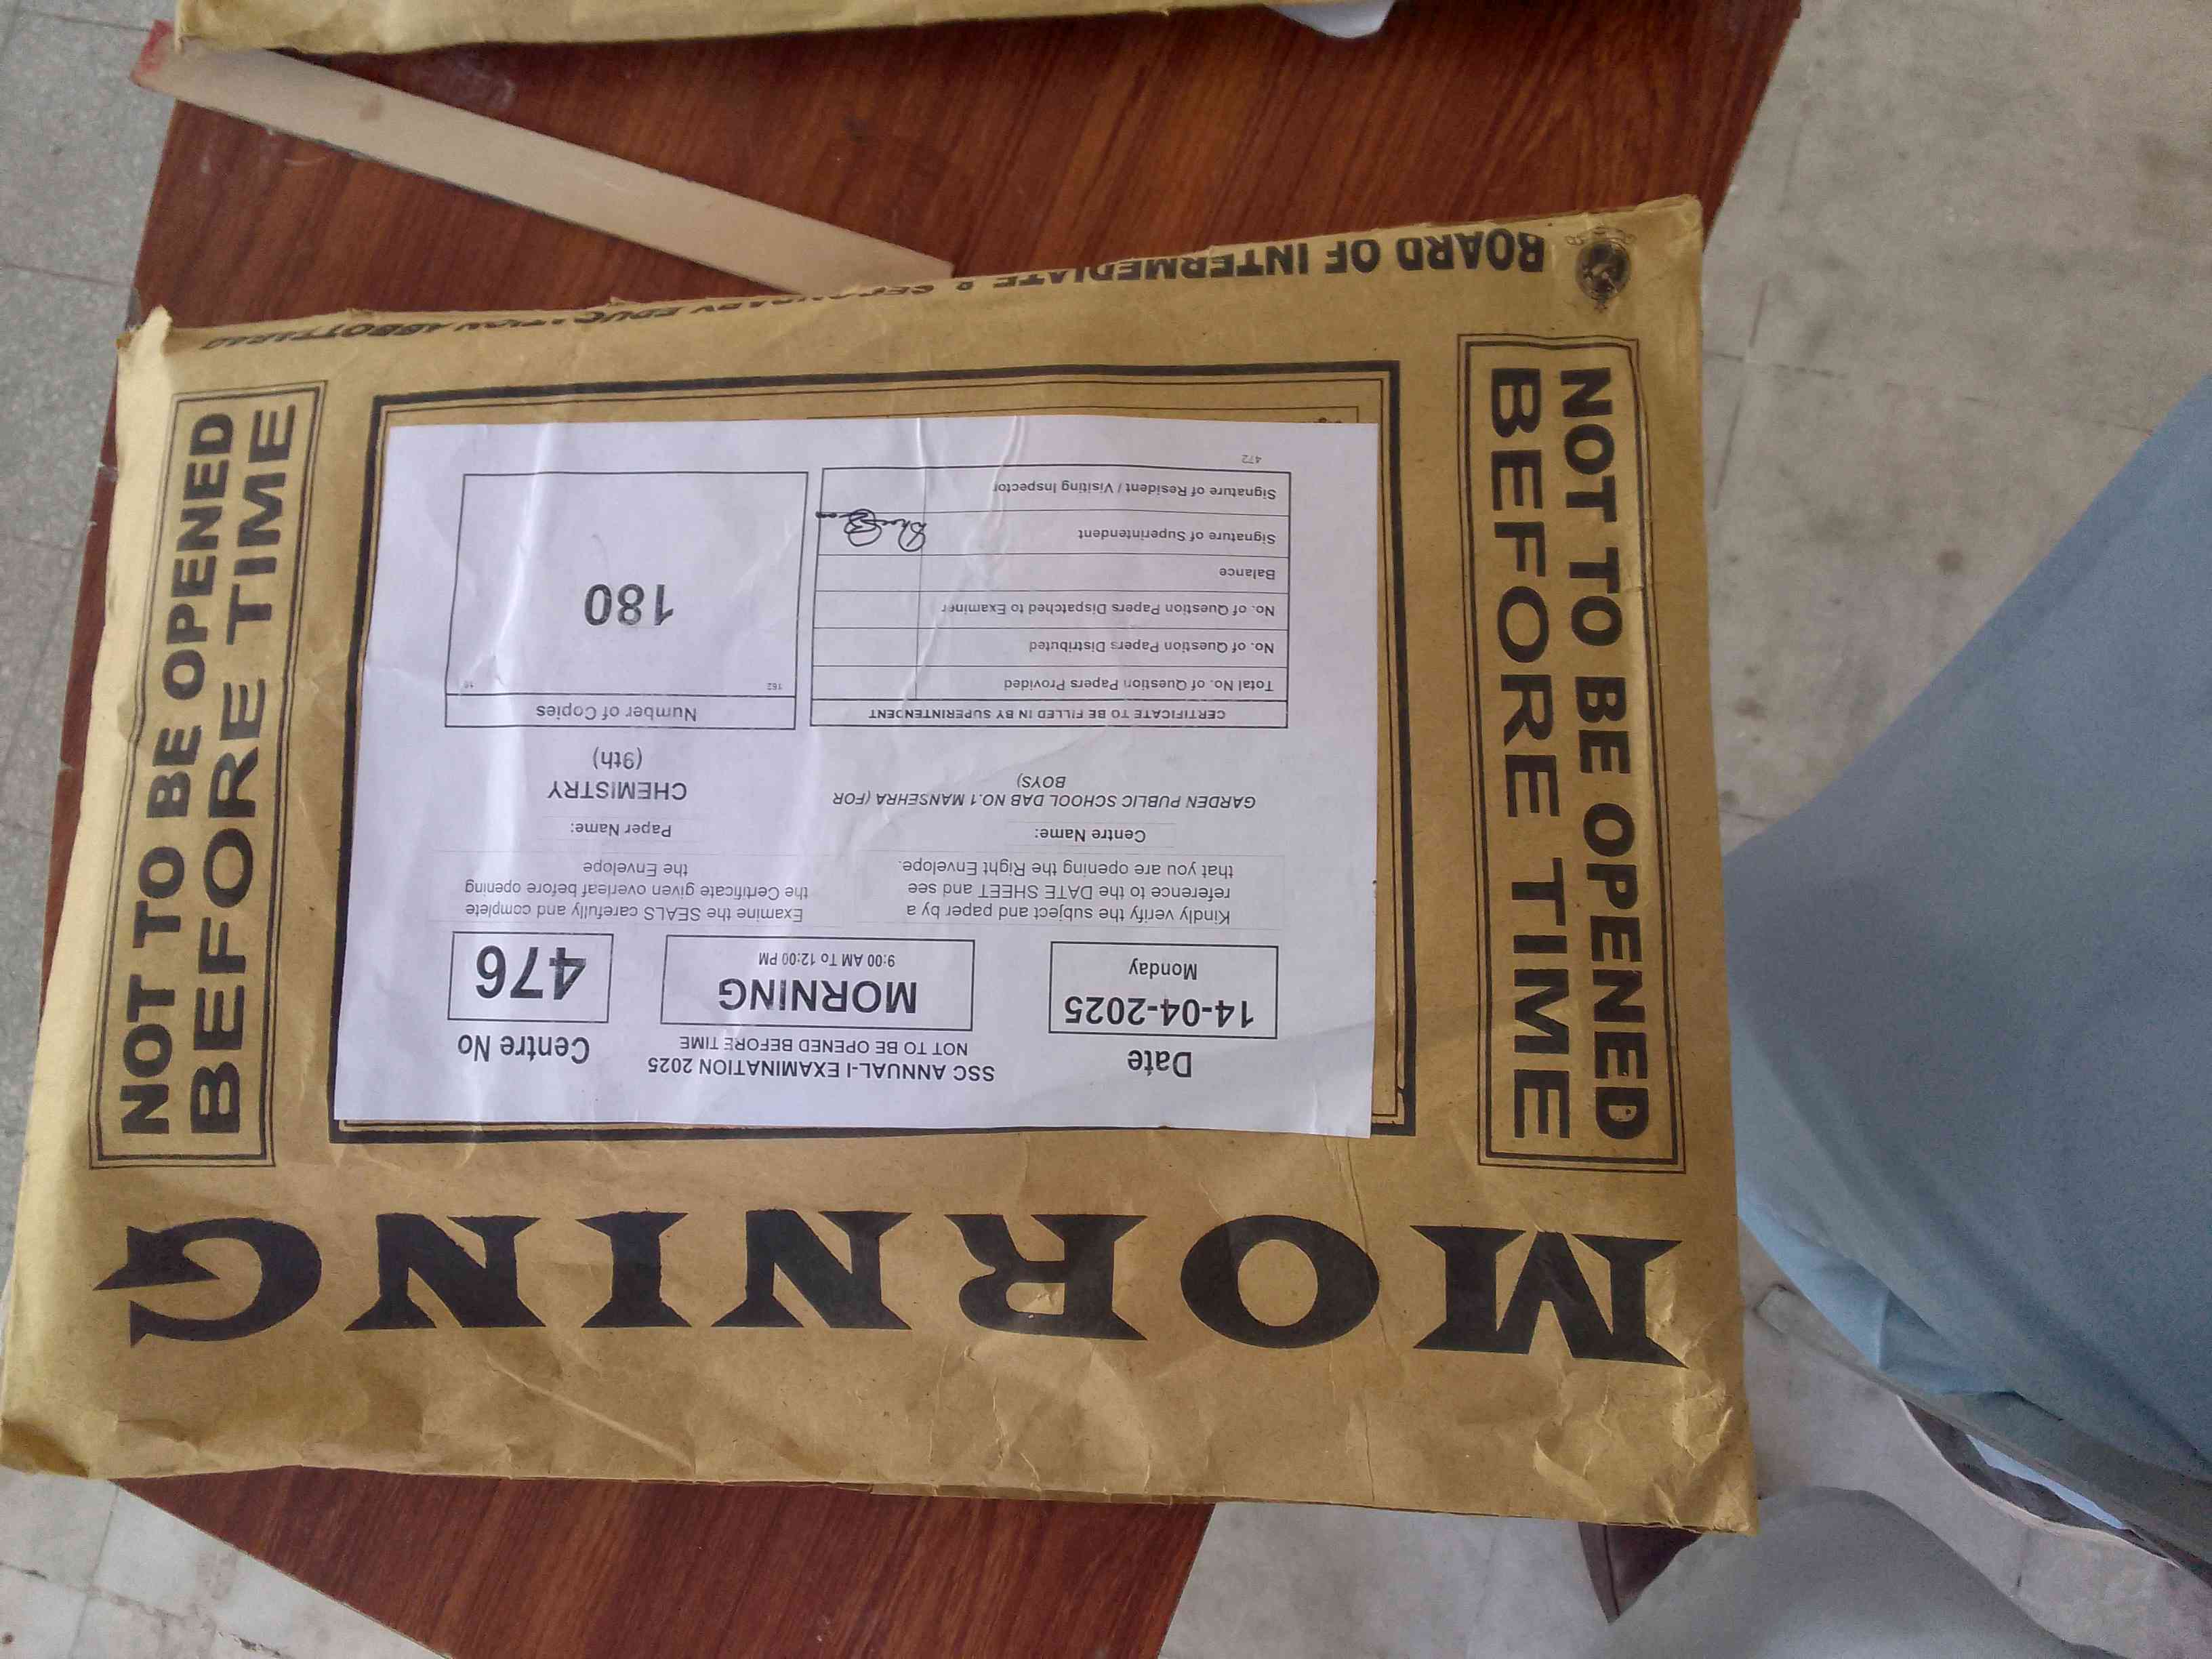 MORNING
NOT TO BE OPENED
BEFORE TIME
SSC ANNUAL-I EXAMINATION 2025
NOT TO BE OPENED BEFORE TIME
Date
14-04-2025
Monday
MORNING
9:00 AM To 12:00 PM
Centre No
476
Kindly verify the subject and paper by a
reference to the DATE SHEET and see
that you are opening the Right Envelope.
Examine the SEALS carefully and complete
the Certificate given overleaf before opening
the Envelope
Centre Name:
GARDEN PUBLIC SCHOOL DAB NO.1 MANSEHRA (FOR
BOYS)
Paper Name:
CHEMISTRY
(9th)
CERTIFICATE TO BE FILLED IN BY SUPERINTENDENT
Total No. of Question Papers Provided
No. of Question Papers Distributed
No. of Question Papers Dispatched to Examiner
Balance
Signature of Superintendent
Signature of Resident / Visiting Inspector
472
Number of Copies
162
180
NOT TO BE OPENED
BEFORE TIME
BOARD OF INTERMEDIATE & SECONDARY EDUCATION ABBOTTABAD